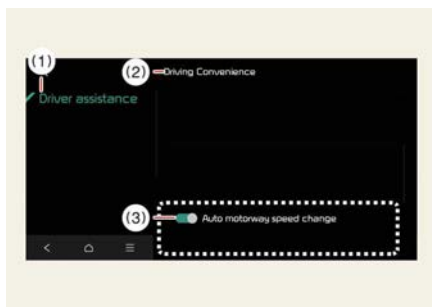 (1)
(2) Driving Convenience
Driver assistance
(3) Auto motorway speed change